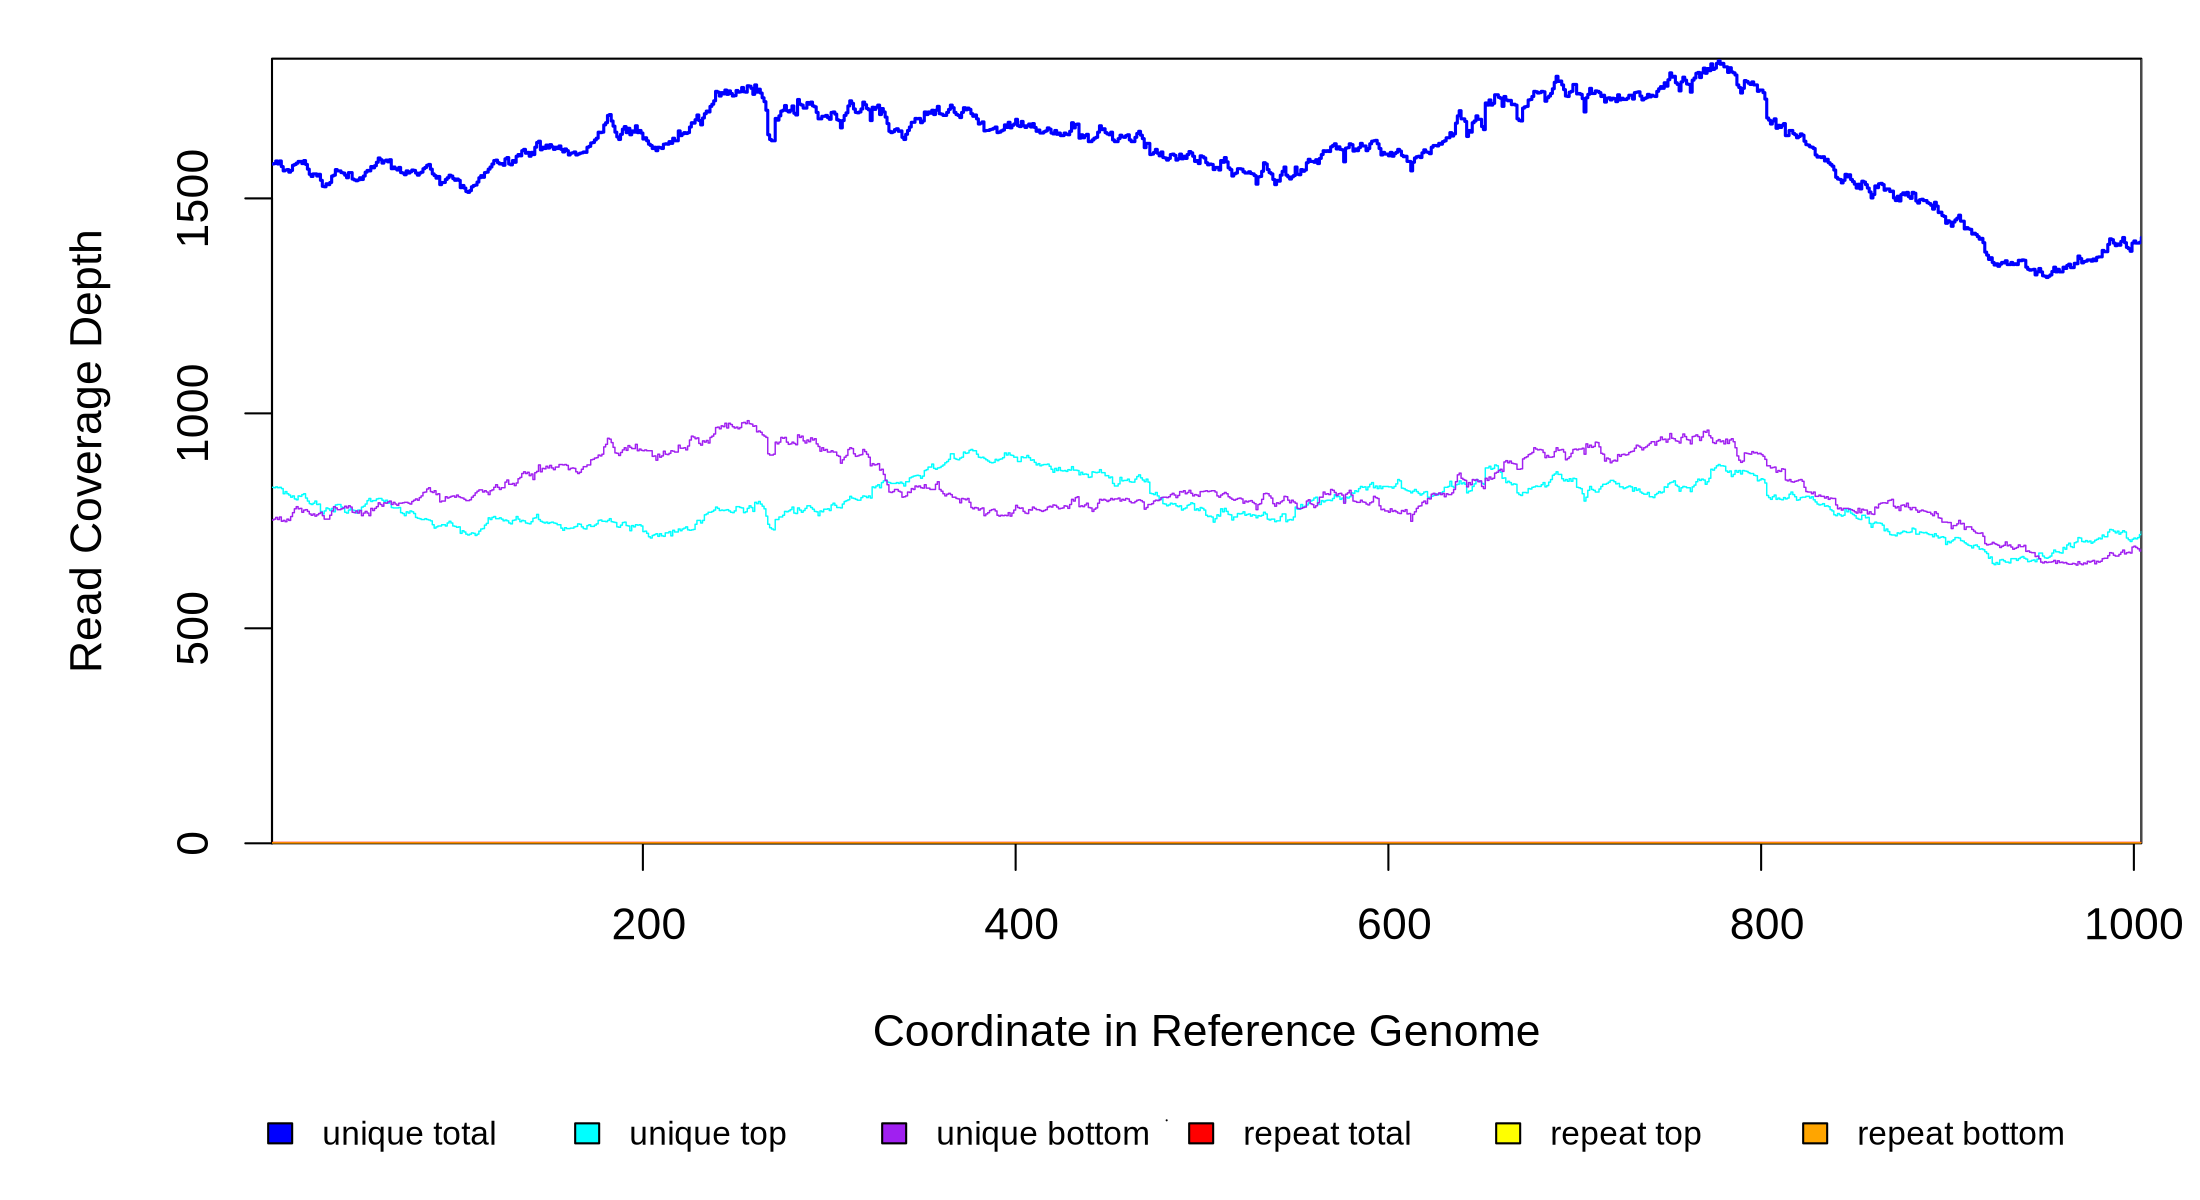 Read Coverage Depth
1500
1000
500
0
200 400 600 800 1000
Coordinate in Reference Genome
unique total unique top unique bottom repeat total repeat top repeat bottom